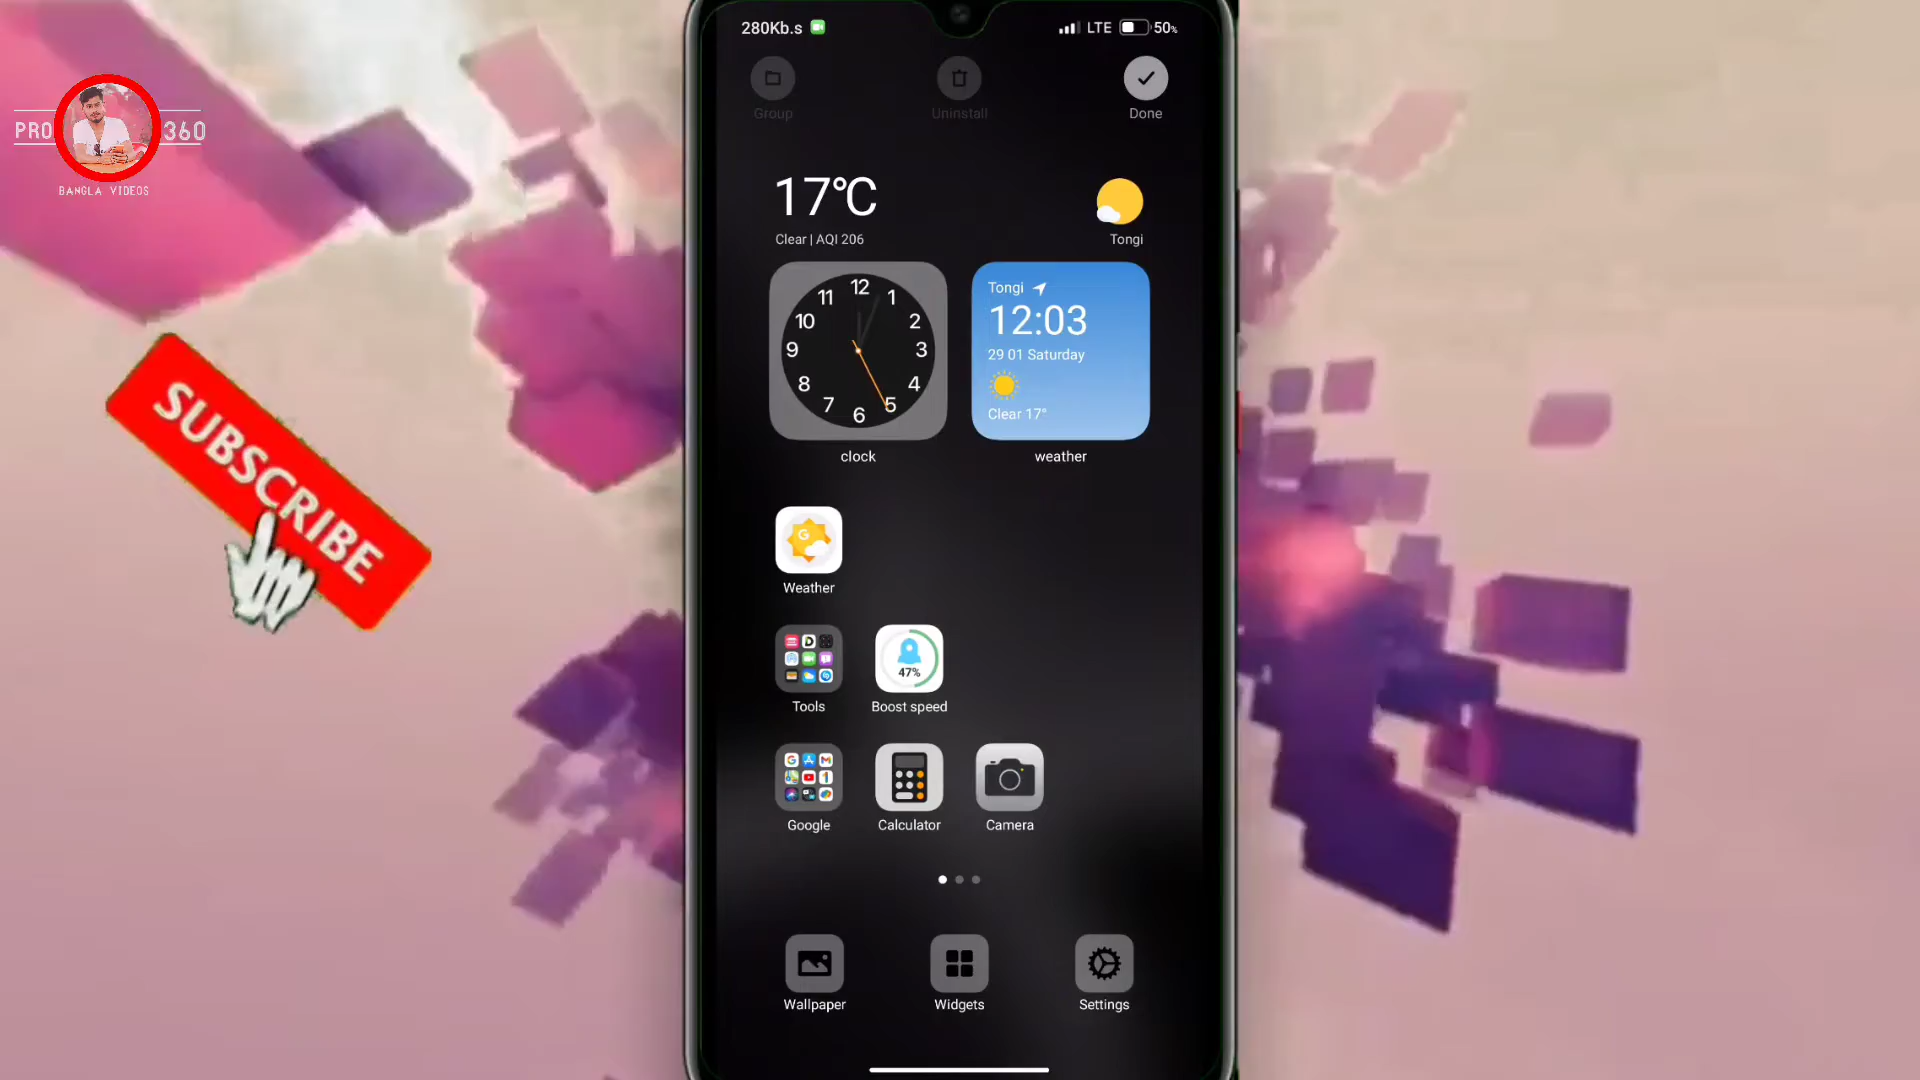 280Kb.s LTE 50%
Group Uninstall Done
PRO 360
BANGLA VIDEOS
17°C
Clear | AQI 206 Tongi
12 1 2 3 4 5 6 7 8 9 10 11
Tongi
12:03
29 01 Saturday
Clear 17°
clock weather
SUBSCRIBE
G
Weather
47%
Tools Boost speed
Google Calculator Camera
Wallpaper Widgets Settings